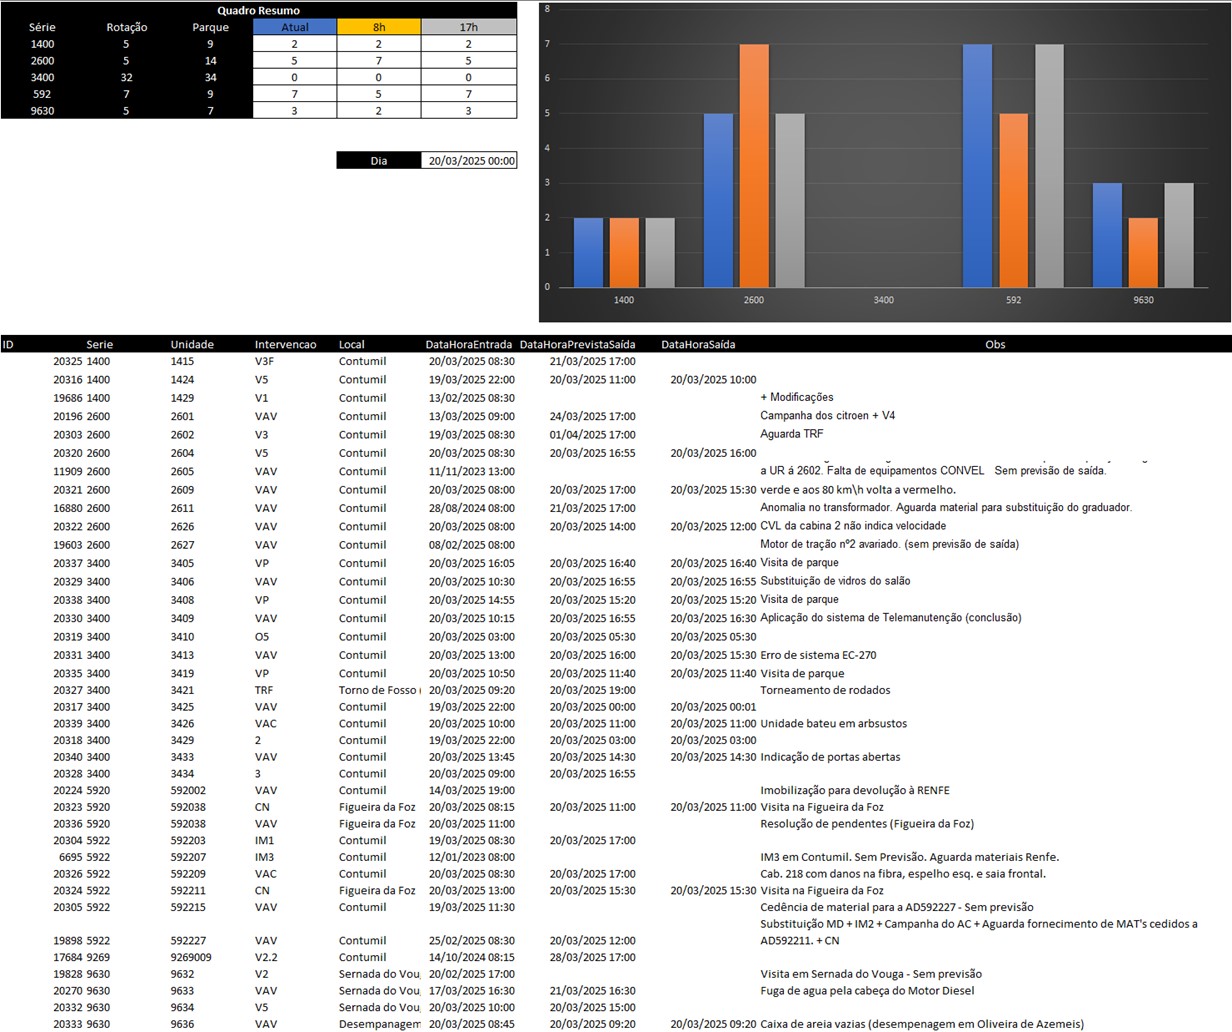 Quadro Resumo
Série Rotação Parque Atual 8h 17h
1400 5 9 2 2 2
2600 5 14 5 7 5
3400 32 34 0 0 0
592 7 9 7 5 7
9630 5 7 3 2 3
Dia 20/03/2025 00:00
8
7
6
5
4
3
2
1
0
1400 2600 3400 592 9630
ID Serie Unidade Intervencao Local DataHoraEntrada DataHoraPrevistaSaída DataHoraSaída Obs
20325 1400 1415 V3F Contumil 20/03/2025 08:30 21/03/2025 17:00
20316 1400 1424 V5 Contumil 19/03/2025 22:00 20/03/2025 11:00 20/03/2025 10:00
19686 1400 1429 V1 Contumil 13/02/2025 08:30 + Modificações
20196 2600 2601 VAV Contumil 13/03/2025 09:00 24/03/2025 17:00 Campanha dos citroen + V4
20303 2600 2602 V3 Contumil 19/03/2025 08:30 01/04/2025 17:00 Aguarda TRF
20320 2600 2604 V5 Contumil 20/03/2025 08:30 20/03/2025 16:55 20/03/2025 16:00
11909 2600 2605 VAV Contumil 11/11/2023 13:00 a UR á 2602. Falta de equipamentos CONVEL Sem previsão de saída.
20321 2600 2609 VAV Contumil 20/03/2025 08:00 20/03/2025 17:00 20/03/2025 15:30 verde e aos 80 km\h volta a vermelho.
16880 2600 2611 VAV Contumil 28/08/2024 08:00 21/03/2025 17:00 Anomalia no transformador. Aguarda material para substituição do graduador.
20322 2600 2626 VAV Contumil 20/03/2025 08:00 20/03/2025 14:00 20/03/2025 12:00 CVL da cabina 2 não indica velocidade
19603 2600 2627 VAV Contumil 08/02/2025 08:00 Motor de tração nº2 avariado. (sem previsão de saída)
20337 3400 3405 VP Contumil 20/03/2025 16:05 20/03/2025 16:40 20/03/2025 16:40 Visita de parque
20329 3400 3406 VAV Contumil 20/03/2025 10:30 20/03/2025 16:55 20/03/2025 16:55 Substituição de vidros do salão
20338 3400 3408 VP Contumil 20/03/2025 14:55 20/03/2025 15:20 20/03/2025 15:20 Visita de parque
20330 3400 3409 VAV Contumil 20/03/2025 10:15 20/03/2025 16:55 20/03/2025 16:30 Aplicação do sistema de Telemanutenção (conclusão)
20319 3400 3410 O5 Contumil 20/03/2025 03:00 20/03/2025 05:30 20/03/2025 05:30
20331 3400 3413 VAV Contumil 20/03/2025 13:00 20/03/2025 16:00 20/03/2025 15:30 Erro de sistema EC-270
20335 3400 3419 VP Contumil 20/03/2025 10:50 20/03/2025 11:40 20/03/2025 11:40 Visita de parque
20327 3400 3421 TRF Torno de Fosso ( 20/03/2025 09:20 20/03/2025 19:00 Torneamento de rodados
20317 3400 3425 VAV Contumil 19/03/2025 22:00 20/03/2025 00:00 20/03/2025 00:01
20339 3400 3426 VAC Contumil 20/03/2025 10:00 20/03/2025 11:00 20/03/2025 11:00 Unidade bateu em arbsustos
20318 3400 3429 2 Contumil 19/03/2025 22:00 20/03/2025 03:00 20/03/2025 03:00
20340 3400 3433 VAV Contumil 20/03/2025 13:45 20/03/2025 14:30 20/03/2025 14:30 Indicação de portas abertas
20328 3400 3434 3 Contumil 20/03/2025 09:00 20/03/2025 16:55
20224 5920 592002 VAV Contumil 14/03/2025 19:00 Imobilização para devolução à RENFE
20323 5920 592038 CN Figueira da Foz 20/03/2025 08:15 20/03/2025 11:00 20/03/2025 11:00 Visita na Figueira da Foz
20336 5920 592038 VAV Figueira da Foz 20/03/2025 11:00 Resolução de pendentes (Figueira da Foz)
20304 5922 592203 IM1 Contumil 19/03/2025 08:30 20/03/2025 17:00
6695 5922 592207 IM3 Contumil 12/01/2023 08:00 IM3 em Contumil. Sem Previsão. Aguarda materiais Renfe.
20326 5922 592209 VAC Contumil 20/03/2025 08:30 20/03/2025 17:00 Cab. 218 com danos na fibra, espelho esq. e saia frontal.
20324 5922 592211 CN Figueira da Foz 20/03/2025 13:00 20/03/2025 15:30 20/03/2025 15:30 Visita na Figueira da Foz
20305 5922 592215 VAV Contumil 19/03/2025 11:30 Cedência de material para a AD592227 - Sem previsão
Substituição MD + IM2 + Campanha do AC + Aguarda fornecimento de MAT's cedidos a
19898 5922 592227 VAV Contumil 25/02/2025 08:30 20/03/2025 12:00 AD592211. + CN
17684 9269 9269009 V2.2 Contumil 14/10/2024 08:15 28/03/2025 17:00
19828 9630 9632 V2 Sernada do Vou 20/02/2025 17:00 Visita em Sernada do Vouga - Sem previsão
20270 9630 9633 VAV Sernada do Vou 17/03/2025 16:30 21/03/2025 16:30 Fuga de agua pela cabeça do Motor Diesel
20332 9630 9634 V5 Sernada do Vou 20/03/2025 10:00 20/03/2025 15:00
20333 9630 9636 VAV Desempanagem 20/03/2025 08:45 20/03/2025 09:20 20/03/2025 09:20 Caixa de areia vazias (desempenagem em Oliveira de Azemeis)